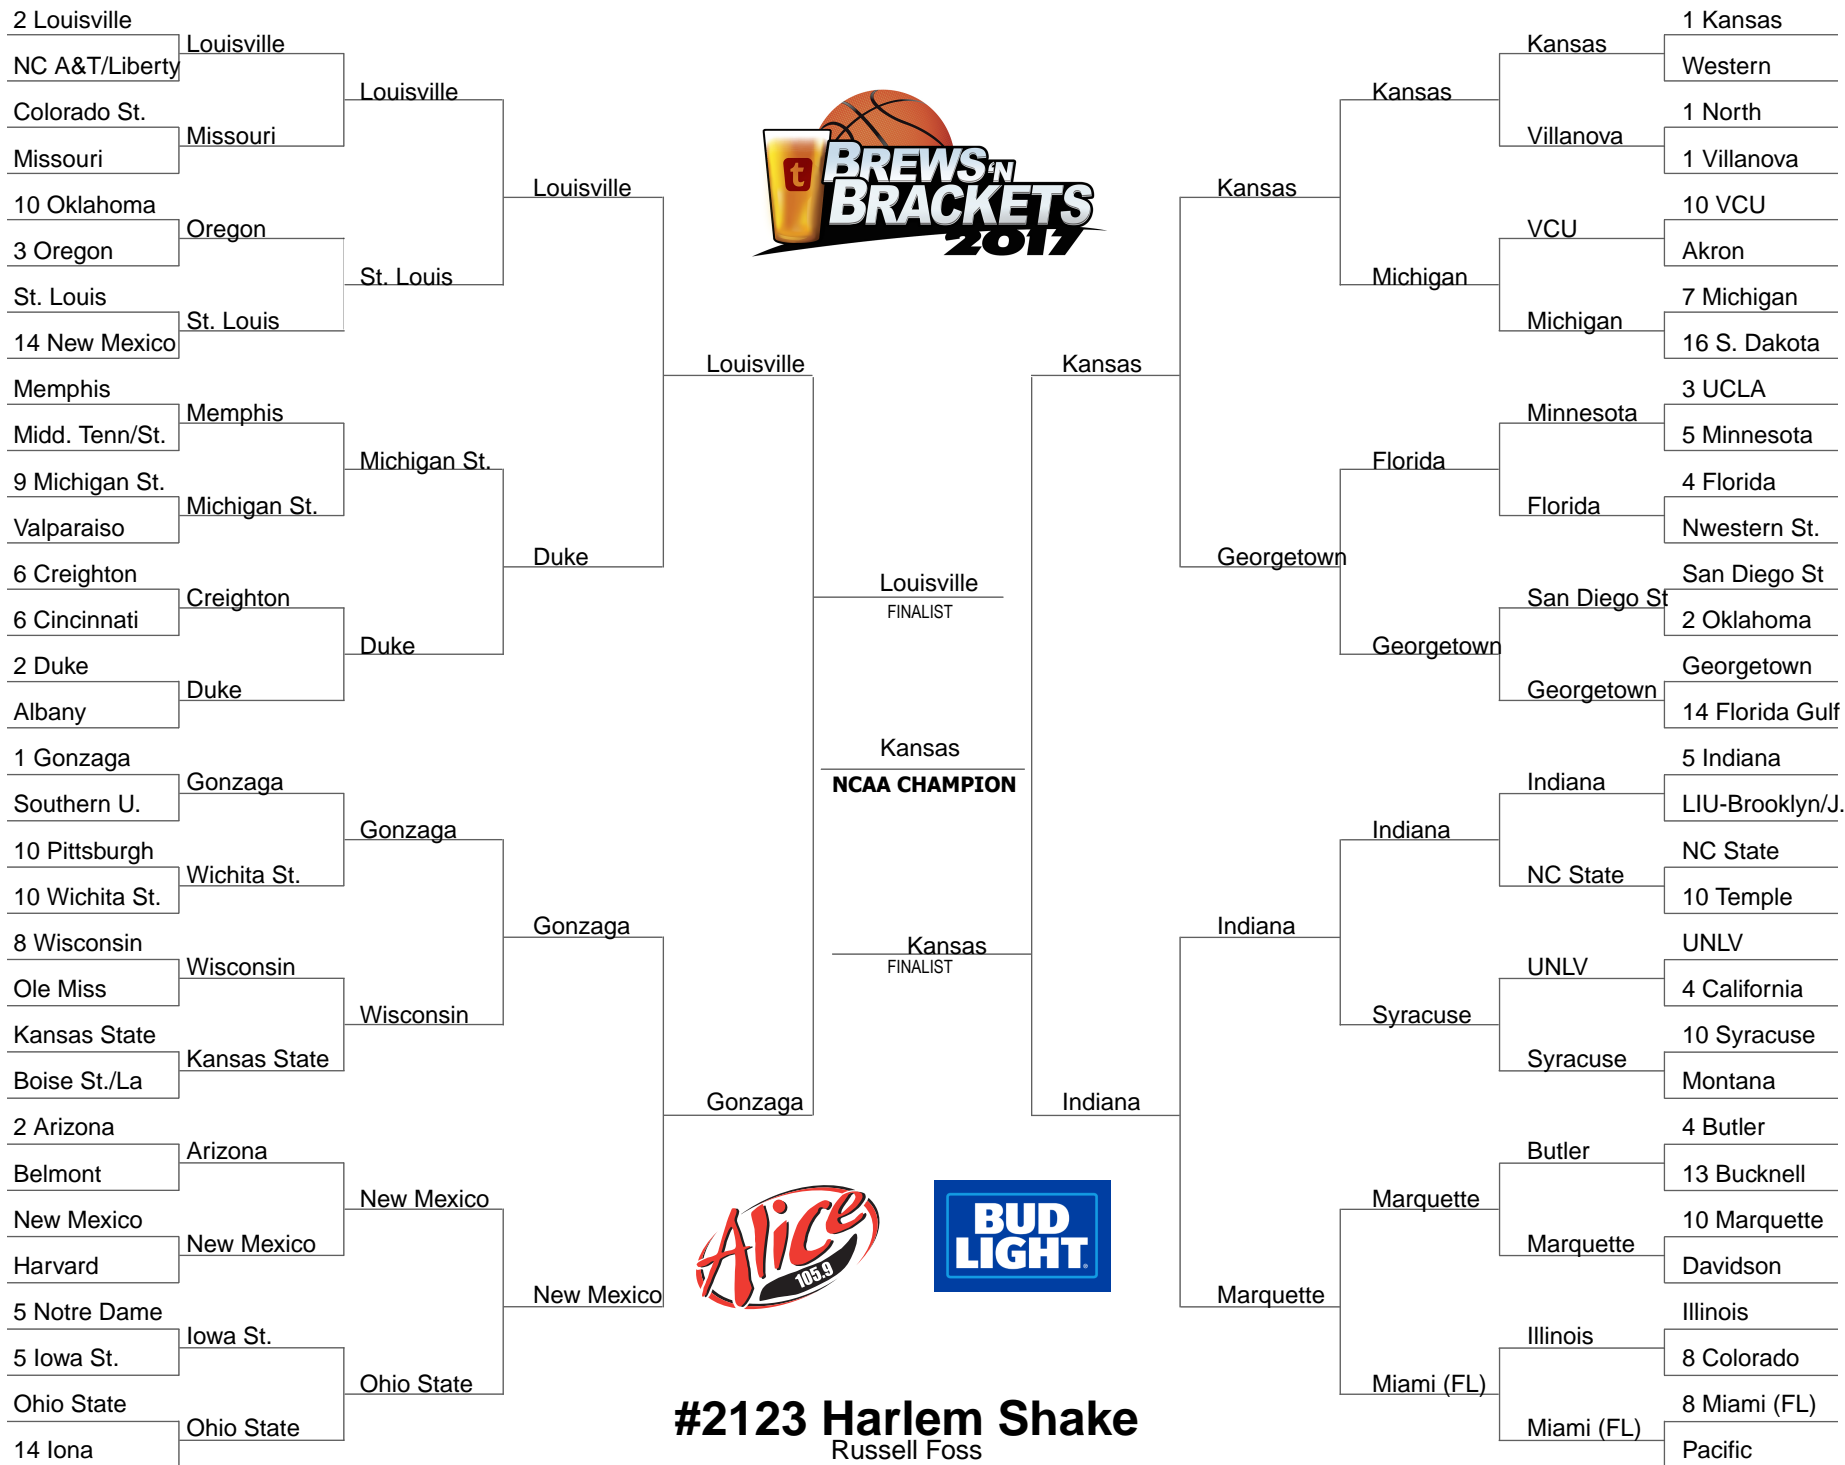 2 Louisville
NC A&T/Liberty
Colorado St.
Missouri
10 Oklahoma
3 Oregon
St. Louis
14 New Mexico
Memphis
Midd. Tenn/St.
9 Michigan St.
Valparaiso
6 Creighton
6 Cincinnati
2 Duke
Albany
1 Gonzaga
Southern U.
10 Pittsburgh
10 Wichita St.
8 Wisconsin
Ole Miss
Kansas State
Boise St./La
2 Arizona
Belmont
New Mexico
Harvard
5 Notre Dame
5 Iowa St.
Ohio State
14 Iona
Louisville
Missouri
Oregon
St. Louis
Memphis
Michigan St.
Creighton
Duke
Gonzaga
Wichita St.
Wisconsin
Kansas State
Arizona
New Mexico
Iowa St.
Ohio State
Louisville
St. Louis
Michigan St.
Duke
Gonzaga
Wisconsin
New Mexico
Ohio State
Louisville
Duke
Gonzaga
New Mexico
Louisville
Gonzaga
t
BREWS 'N
BRACKETS
2017
Louisville
FINALIST
Kansas
NCAA CHAMPION
Kansas
FINALIST
Alice
105.9
BUD
LIGHT
#2123 Harlem Shake
Russell Foss
Kansas
Indiana
Kansas
Georgetown
Indiana
Marquette
Kansas
Michigan
Florida
Georgetown
Indiana
Syracuse
Marquette
Miami (FL)
Kansas
Villanova
VCU
Michigan
Minnesota
Florida
San Diego St
Georgetown
Indiana
NC State
UNLV
Syracuse
Butler
Marquette
Illinois
Miami (FL)
1 Kansas
Western
1 North
1 Villanova
10 VCU
Akron
7 Michigan
16 S. Dakota
3 UCLA
5 Minnesota
4 Florida
Nwestern St.
San Diego St
2 Oklahoma
Georgetown
14 Florida Gulf
5 Indiana
LIU-Brooklyn/J.
NC State
10 Temple
UNLV
4 California
10 Syracuse
Montana
4 Butler
13 Bucknell
10 Marquette
Davidson
Illinois
8 Colorado
8 Miami (FL)
Pacific